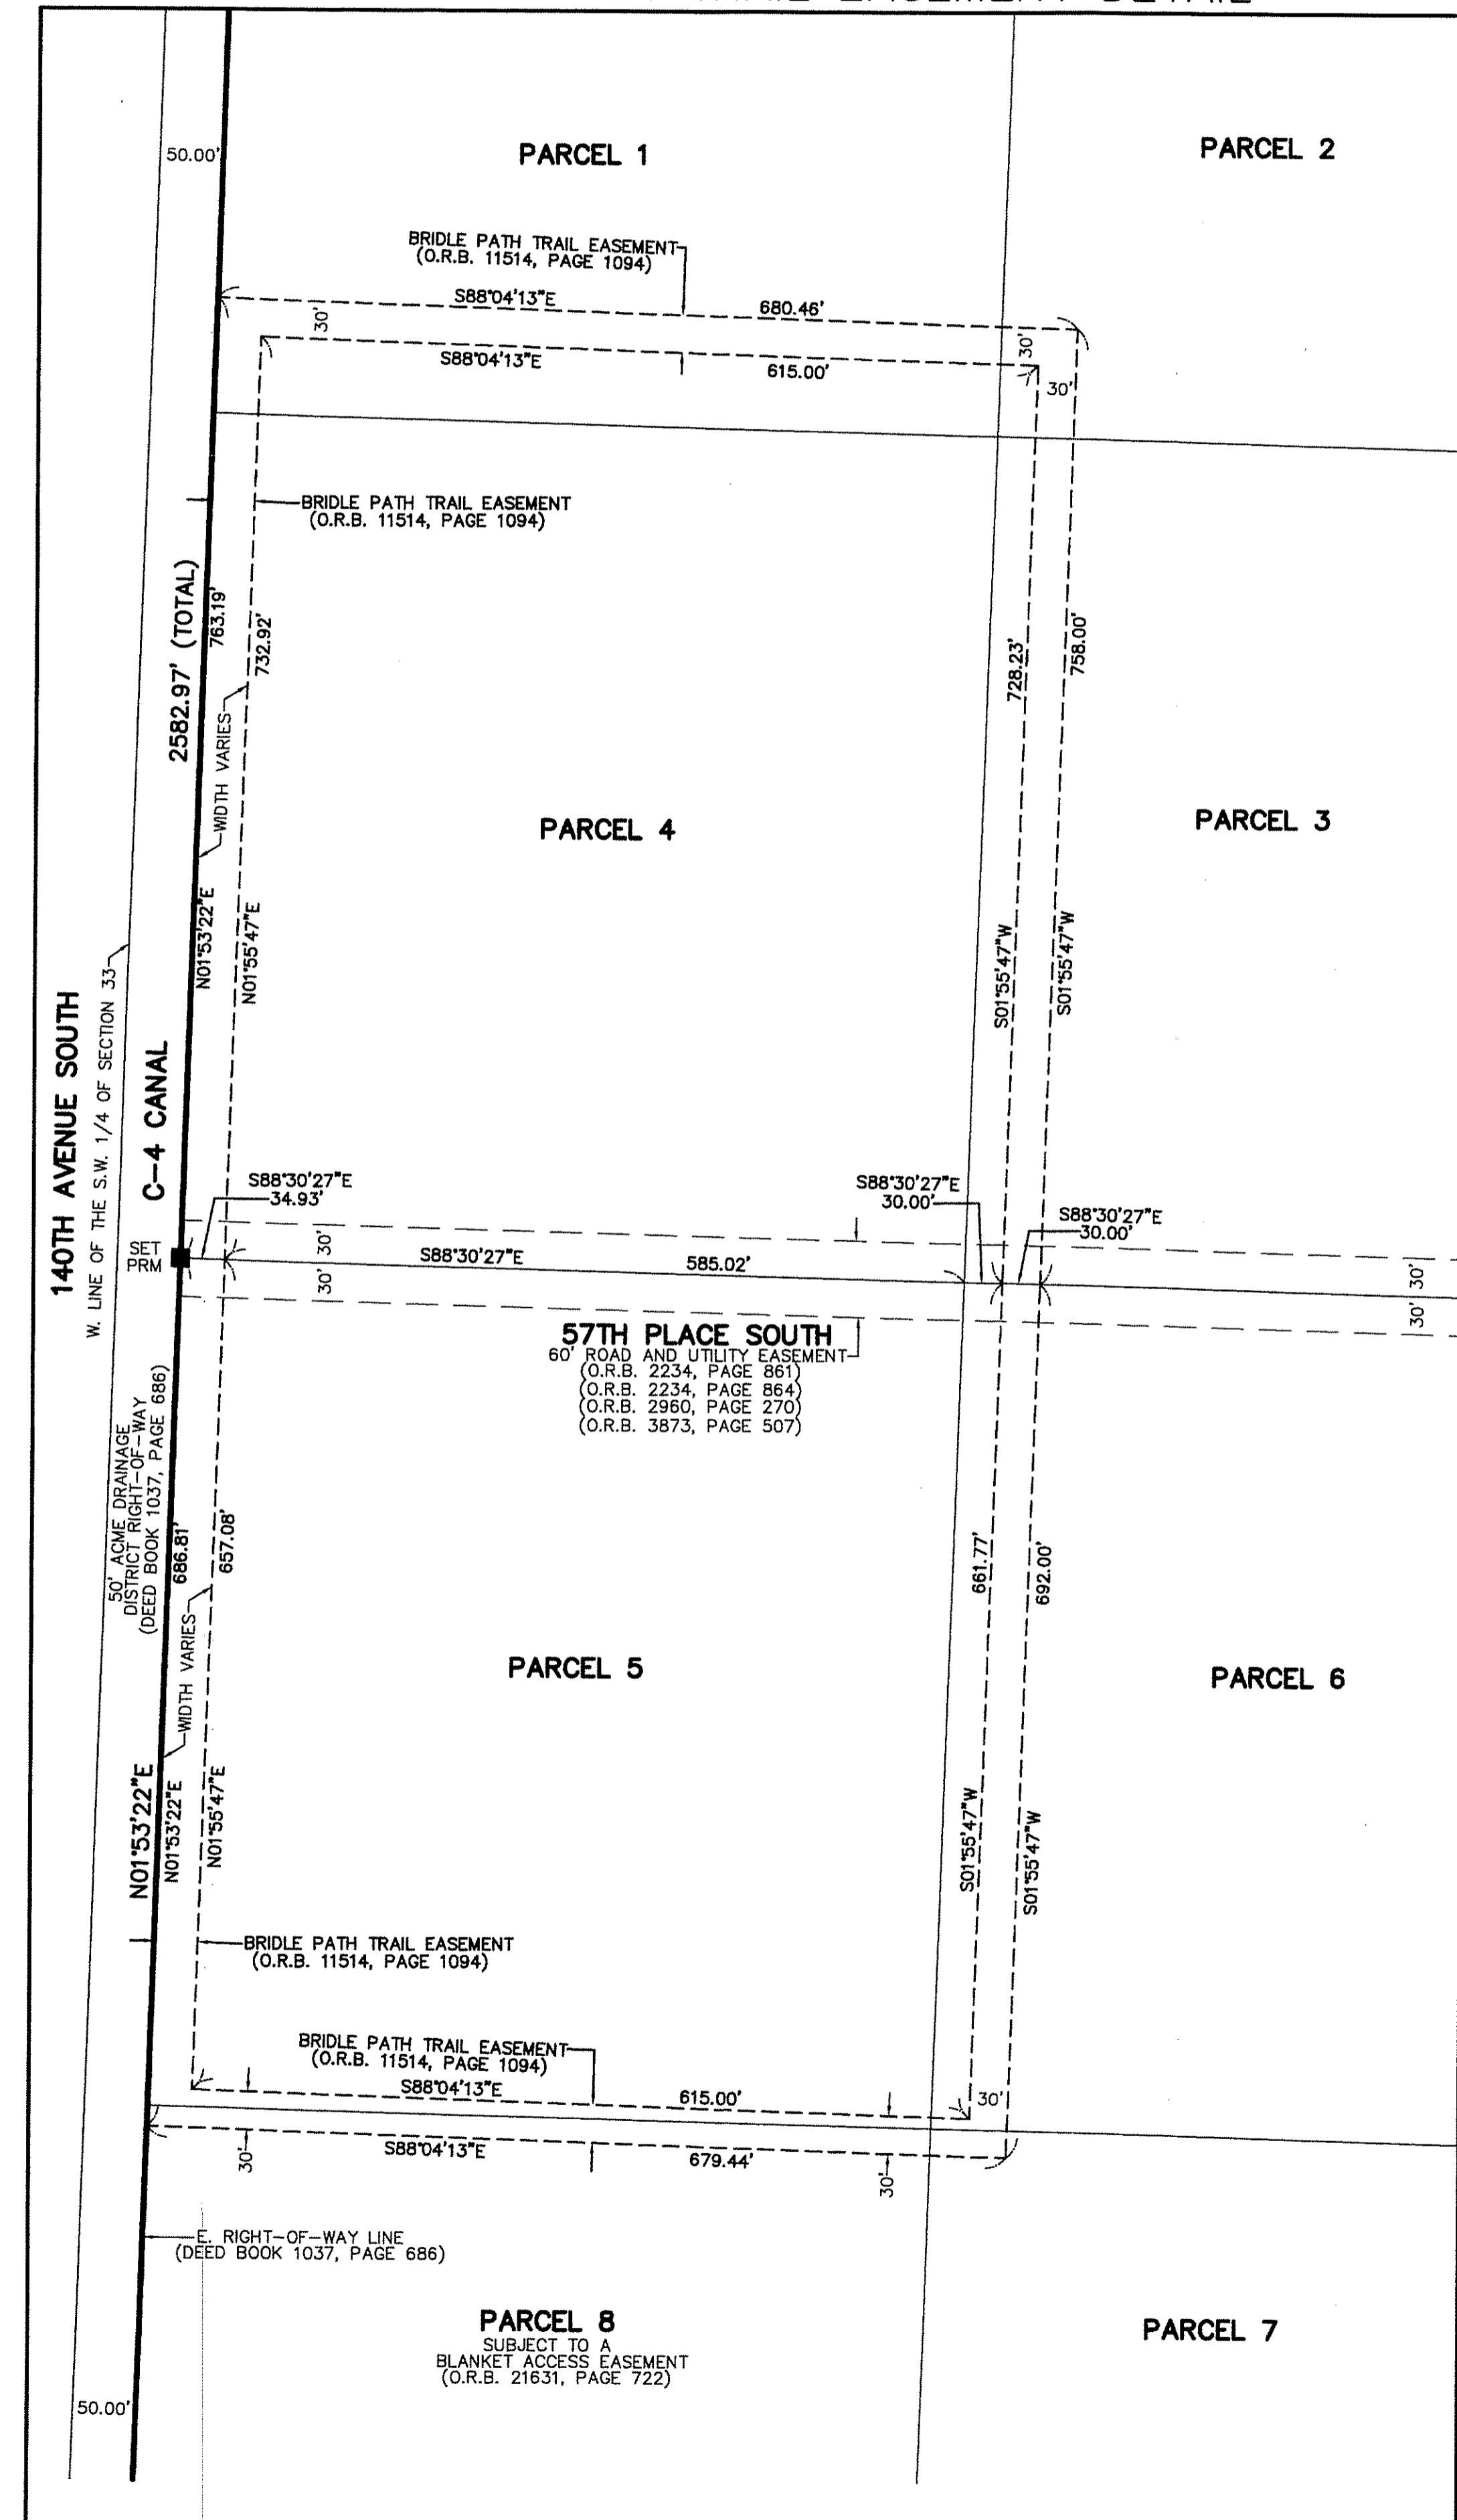 EASEMENT DETAIL
50.00'
PARCEL 1
PARCEL 2
BRIDLE PATH TRAIL EASEMENT
(O.R.B. 11514, PAGE 1094)
S88°04'13"E
680.46'
30'
30'
S88°04'13"E
615.00'
30'
BRIDLE PATH TRAIL EASEMENT
(O.R.B. 11514, PAGE 1094)
2582.97' (TOTAL)
763.19'
732.92'
728.23'
758.00'
WIDTH VARIES
PARCEL 4
PARCEL 3
N01°53'22"E
N01°55'47"E
S01°55'47"W
S01°55'47"W
140TH AVENUE SOUTH
W. LINE OF THE S.W. 1/4 OF SECTION 33
C-4 CANAL
S88°30'27"E
34.93'
S88°30'27"E
30.00'
S88°30'27"E
30.00'
SET
PRM
30'
S88°30'27"E
585.02'
30'
30'
30'
57TH PLACE SOUTH
60' ROAD AND UTILITY EASEMENT
(O.R.B. 2234, PAGE 861)
(O.R.B. 2234, PAGE 864)
(O.R.B. 2960, PAGE 270)
(O.R.B. 3873, PAGE 507)
50' ACME DRAINAGE
DISTRICT RIGHT-OF-WAY
(DEED BOOK 1037, PAGE 686)
686.81'
657.08'
661.77'
692.00'
WIDTH VARIES
PARCEL 5
PARCEL 6
N01°53'22"E
N01°53'22"E
N01°55'47"E
S01°55'47"W
S01°55'47"W
BRIDLE PATH TRAIL EASEMENT
(O.R.B. 11514, PAGE 1094)
BRIDLE PATH TRAIL EASEMENT
(O.R.B. 11514, PAGE 1094)
S88°04'13"E
615.00'
30'
S88°04'13"E
679.44'
30'
30'
E. RIGHT-OF-WAY LINE
(DEED BOOK 1037, PAGE 686)
PARCEL 8
SUBJECT TO A
BLANKET ACCESS EASEMENT
(O.R.B. 21631, PAGE 722)
PARCEL 7
50.00'